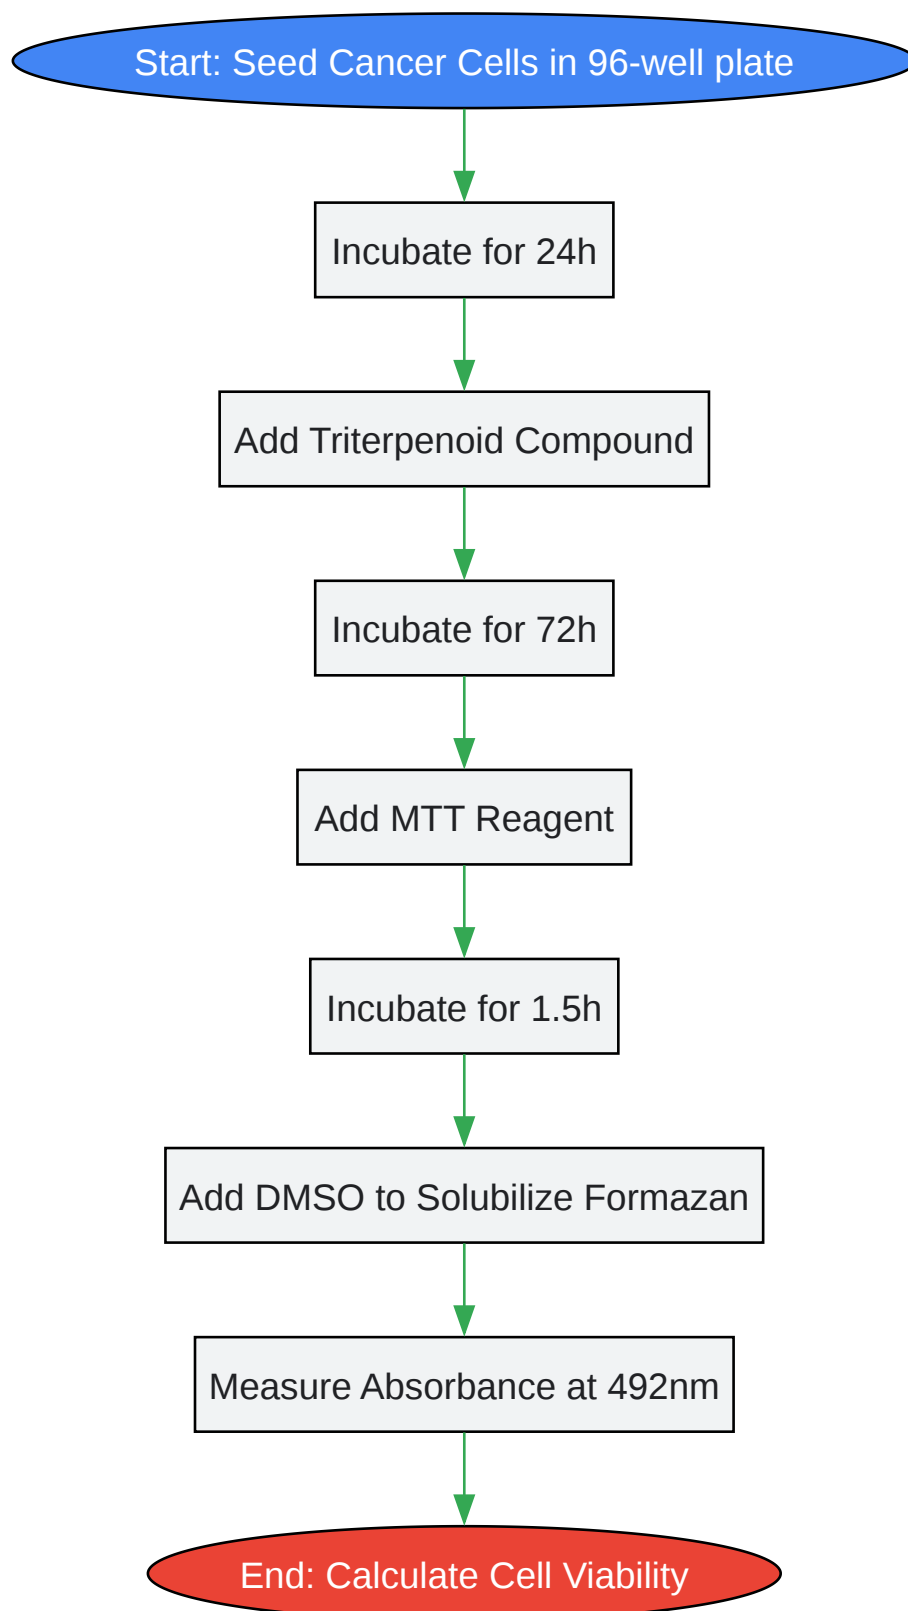 Start: Seed Cancer Cells in 96-well plate
Incubate for 24h
Add Triterpenoid Compound
Incubate for 72h
Add MTT Reagent
Incubate for 1.5h
Add DMSO to Solubilize Formazan
Measure Absorbance at 492nm
End: Calculate Cell Viability